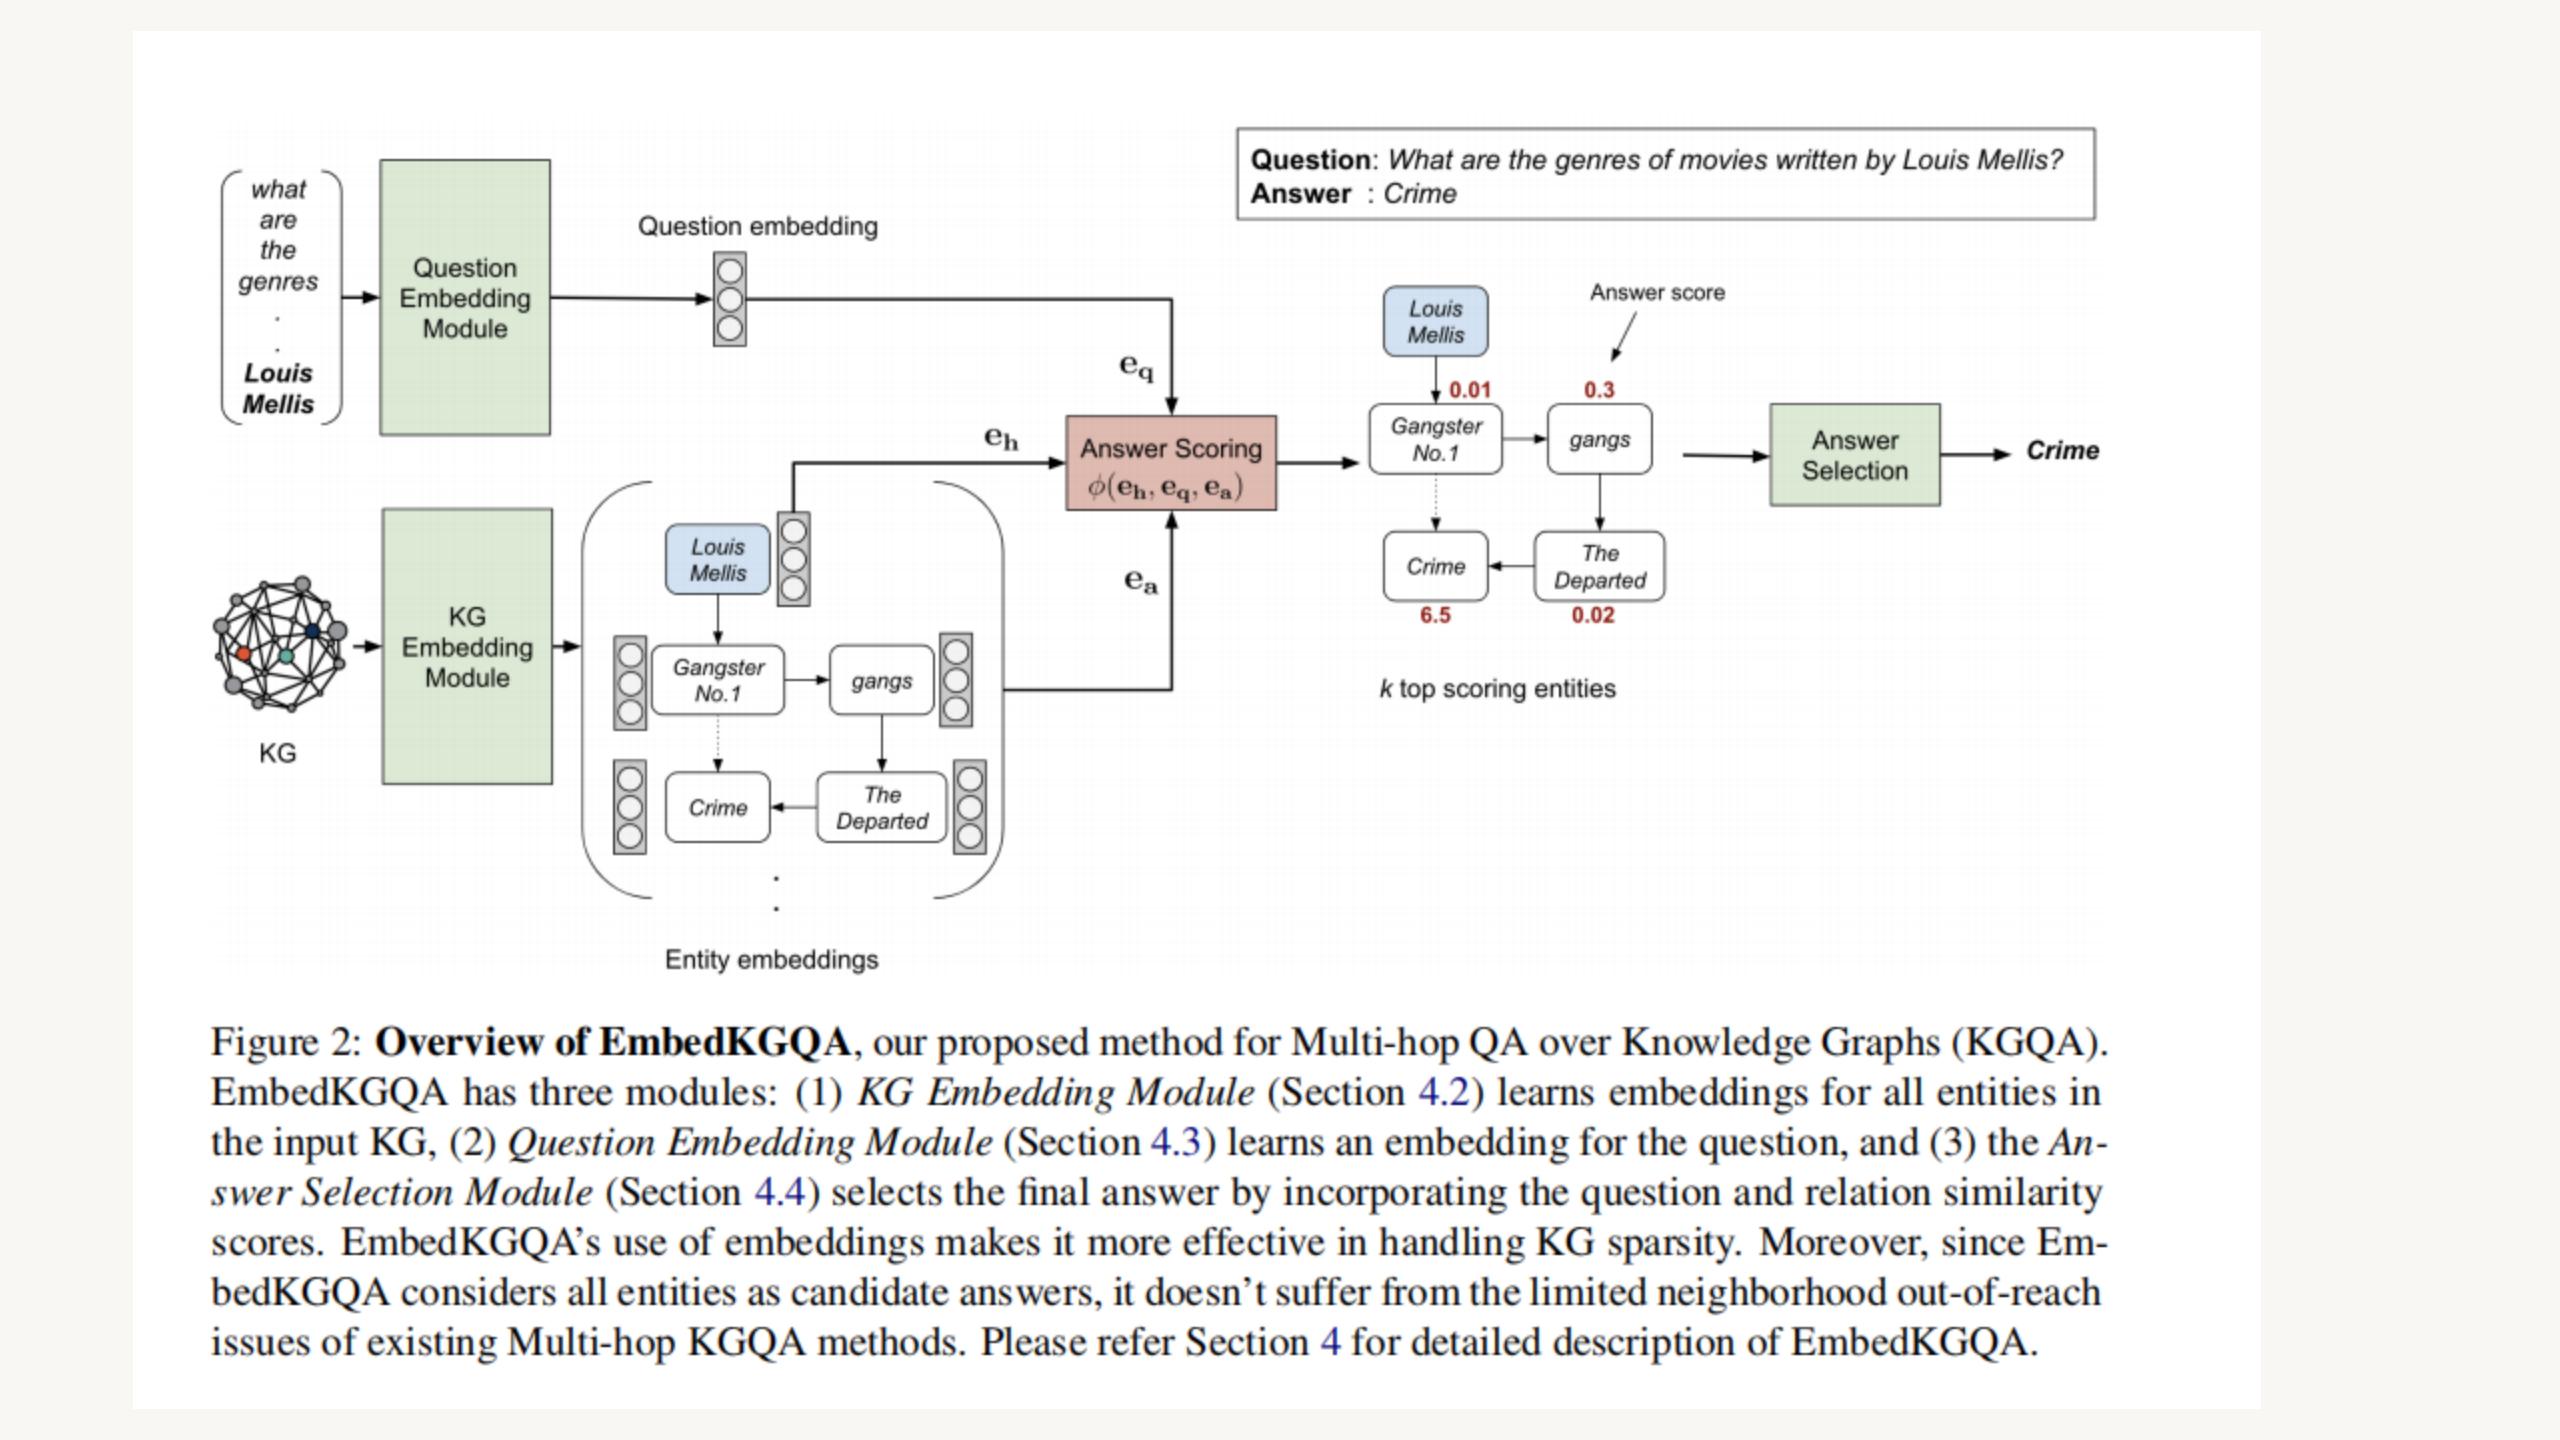 Question: What are the genres of movies written by Louis Mellis?
Answer : Crime
what
are
the
genres
.
.
Louis
Mellis
Question
Embedding
Module
Question embedding
e_q
e_h
Answer Scoring
ϕ(e_h, e_q, e_a)
e_a
KG
KG
Embedding
Module
Louis
Mellis
Gangster
No.1
gangs
Crime
The
Departed
.
.
Entity embeddings
Louis
Mellis
Answer score
0.01
0.3
Gangster
No.1
gangs
Crime
The
Departed
6.5
0.02
k top scoring entities
Answer
Selection
Crime
Figure 2: Overview of EmbedKGQA, our proposed method for Multi-hop QA over Knowledge Graphs (KGQA).
EmbedKGQA has three modules: (1) KG Embedding Module (Section 4.2) learns embeddings for all entities in
the input KG, (2) Question Embedding Module (Section 4.3) learns an embedding for the question, and (3) the An-
swer Selection Module (Section 4.4) selects the final answer by incorporating the question and relation similarity
scores. EmbedKGQA's use of embeddings makes it more effective in handling KG sparsity. Moreover, since Em-
bedKGQA considers all entities as candidate answers, it doesn't suffer from the limited neighborhood out-of-reach
issues of existing Multi-hop KGQA methods. Please refer Section 4 for detailed description of EmbedKGQA.